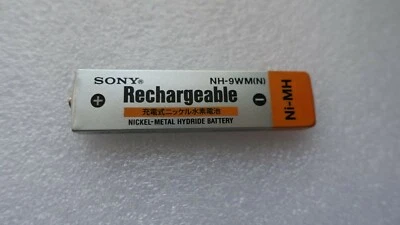 SONY® NH-9WM(N)
Rechargeable
充電式ニッケル水素電池
NICKEL-METAL HYDRIDE BATTERY
Ni-MH